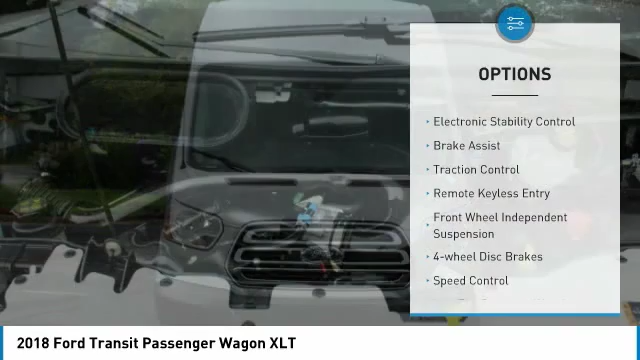 OPTIONS
Electronic Stability Control
Brake Assist
Traction Control
Remote Keyless Entry
Front Wheel Independent
Suspension
4-wheel Disc Brakes
Speed Control
2018 Ford Transit Passenger Wagon XLT